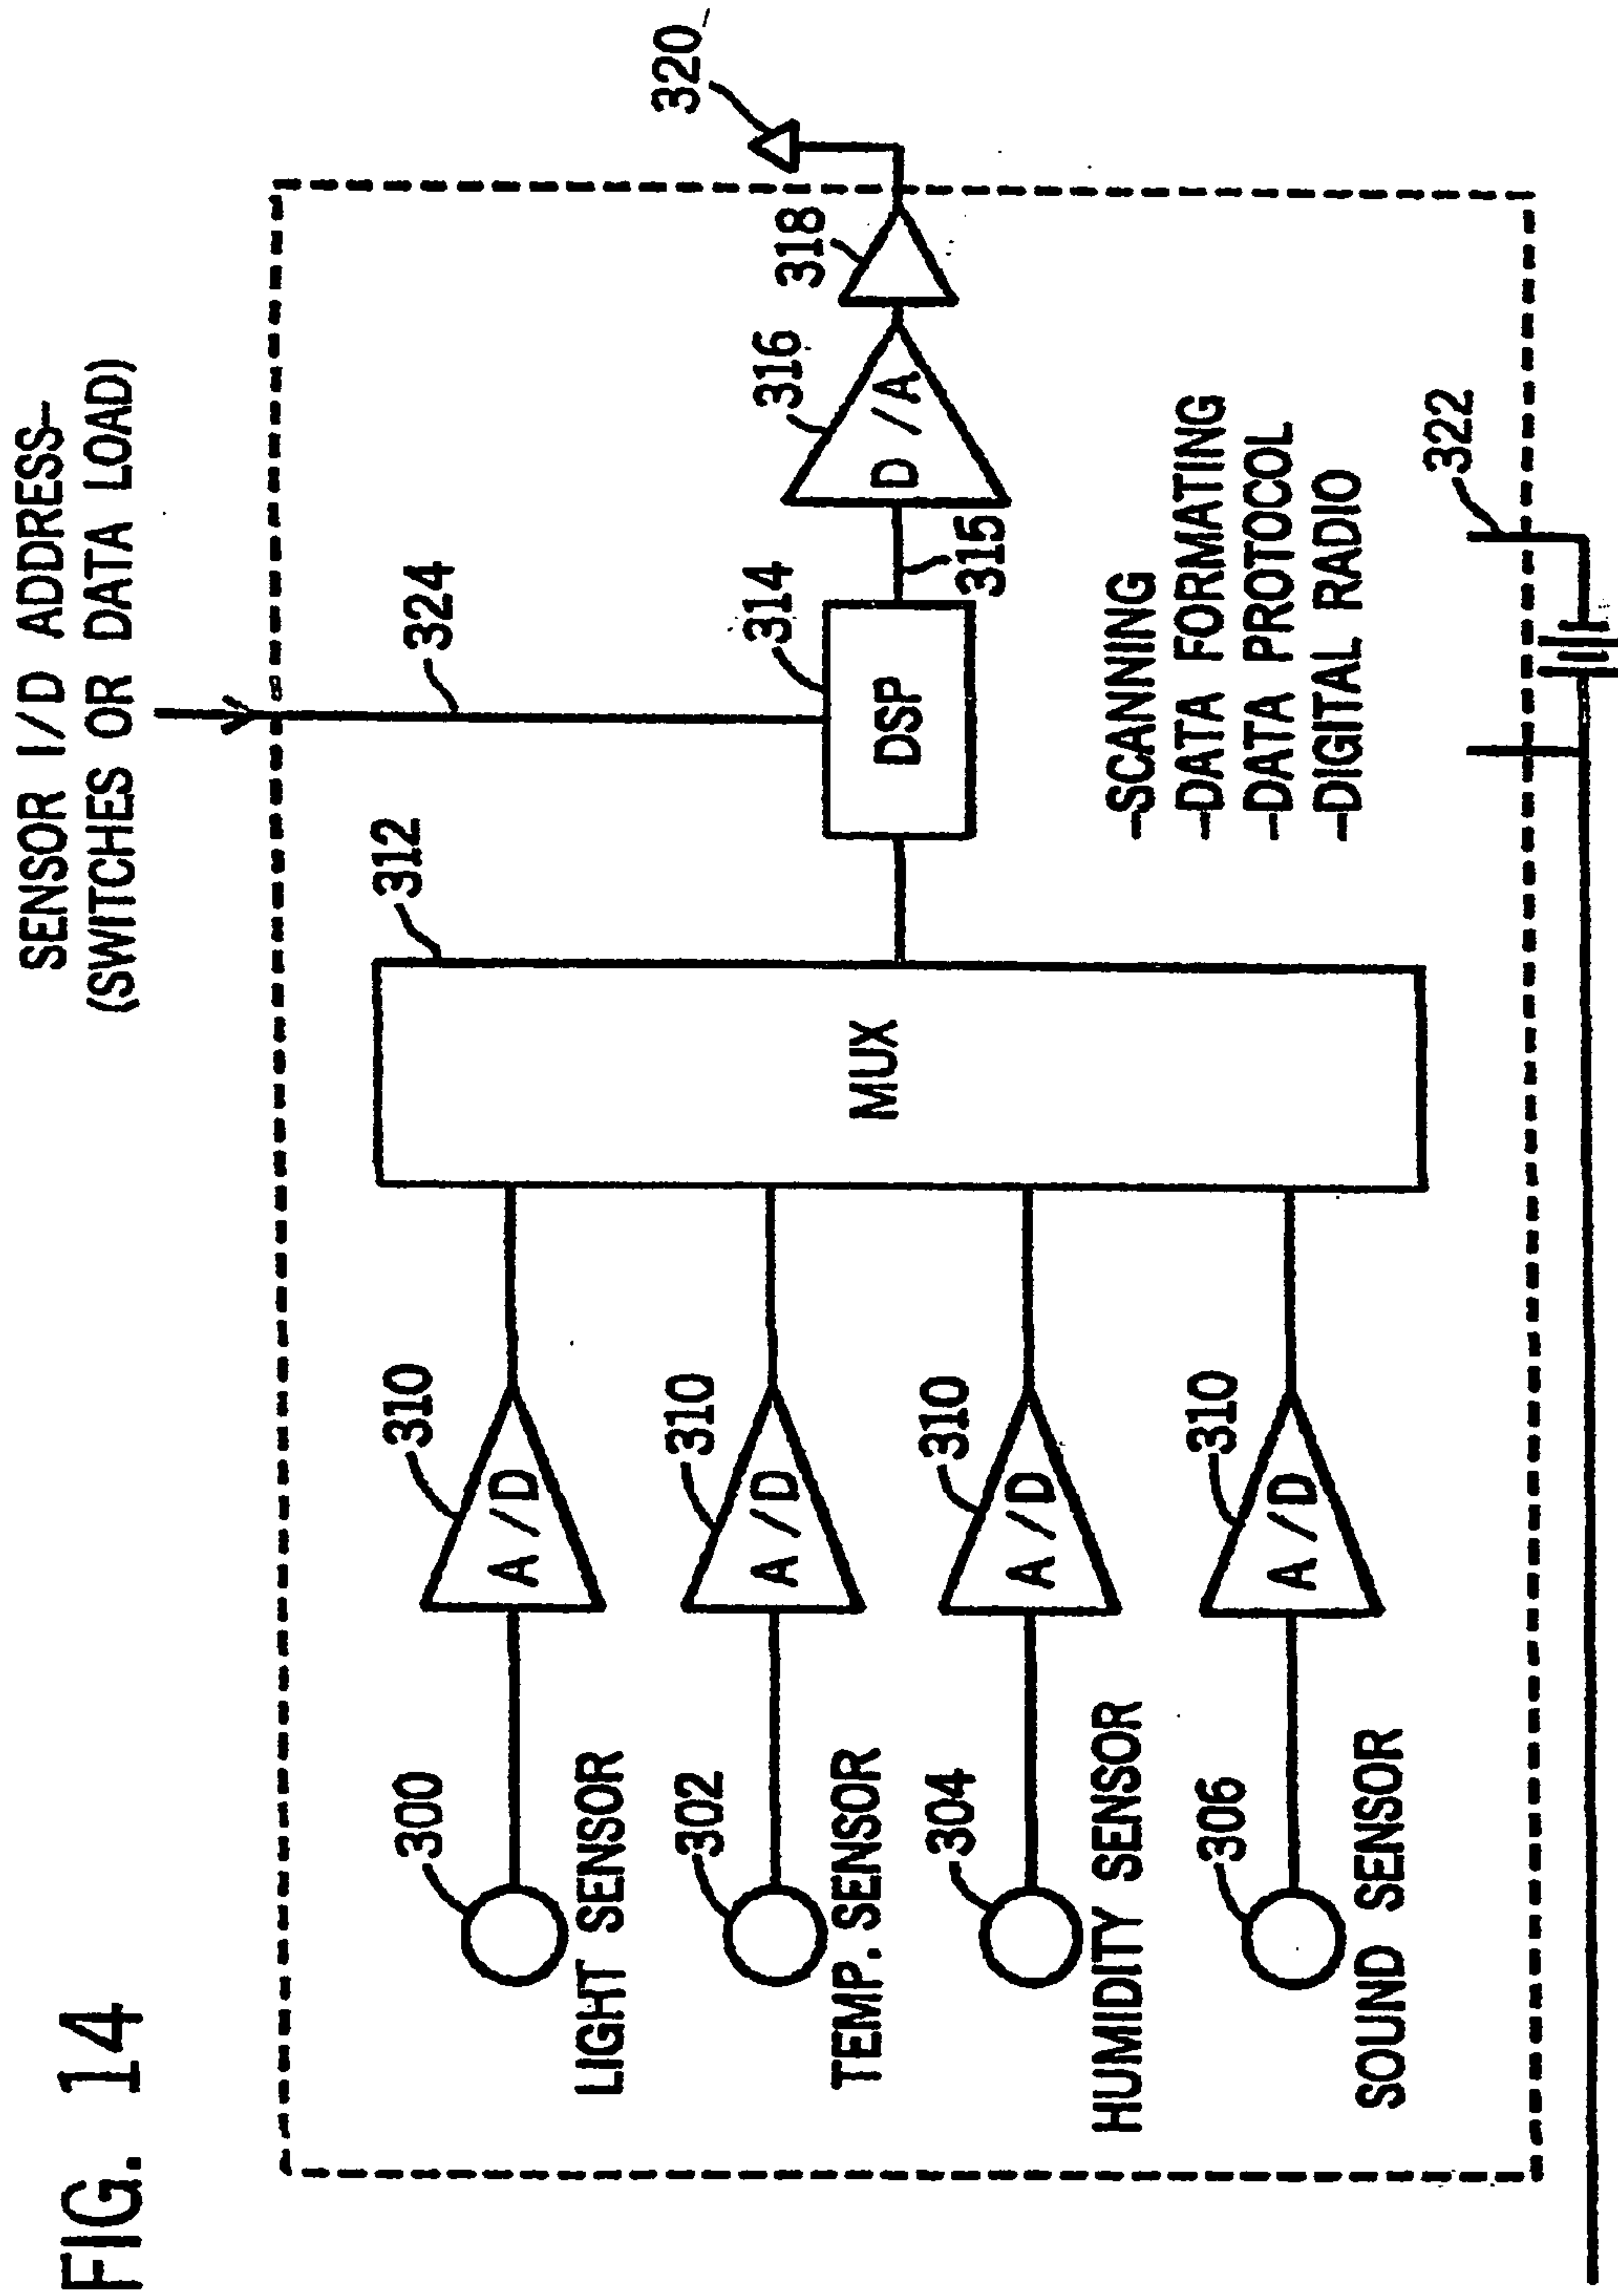 FIG. 14
SENSOR I/D ADDRESS—
(SWITCHES OR DATA LOAD)
324
300
LIGHT SENSOR
310
A/D
302
TEMP. SENSOR
310
A/D
304
HUMIDITY SENSOR
310
A/D
306
SOUND SENSOR
310
A/D
312
MUX
314
DSP
315
316
D/A
318
320
—SCANNING
—DATA FORMATING
—DATA PROTOCOL
—DIGITAL RADIO
322